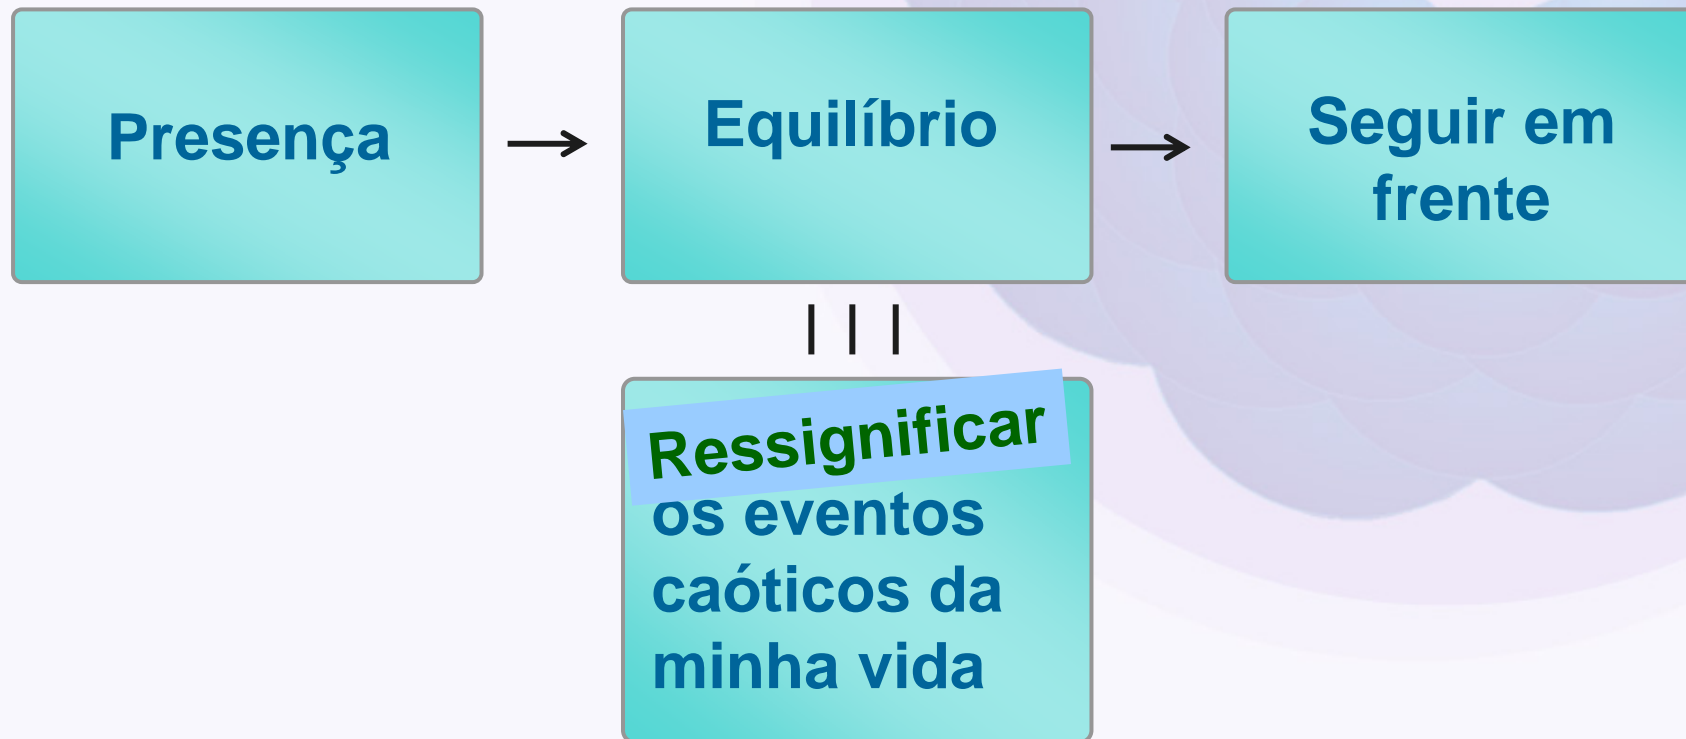 Presença
Equilíbrio
Seguir em
frente
Ressignificar
os eventos
caóticos da
minha vida